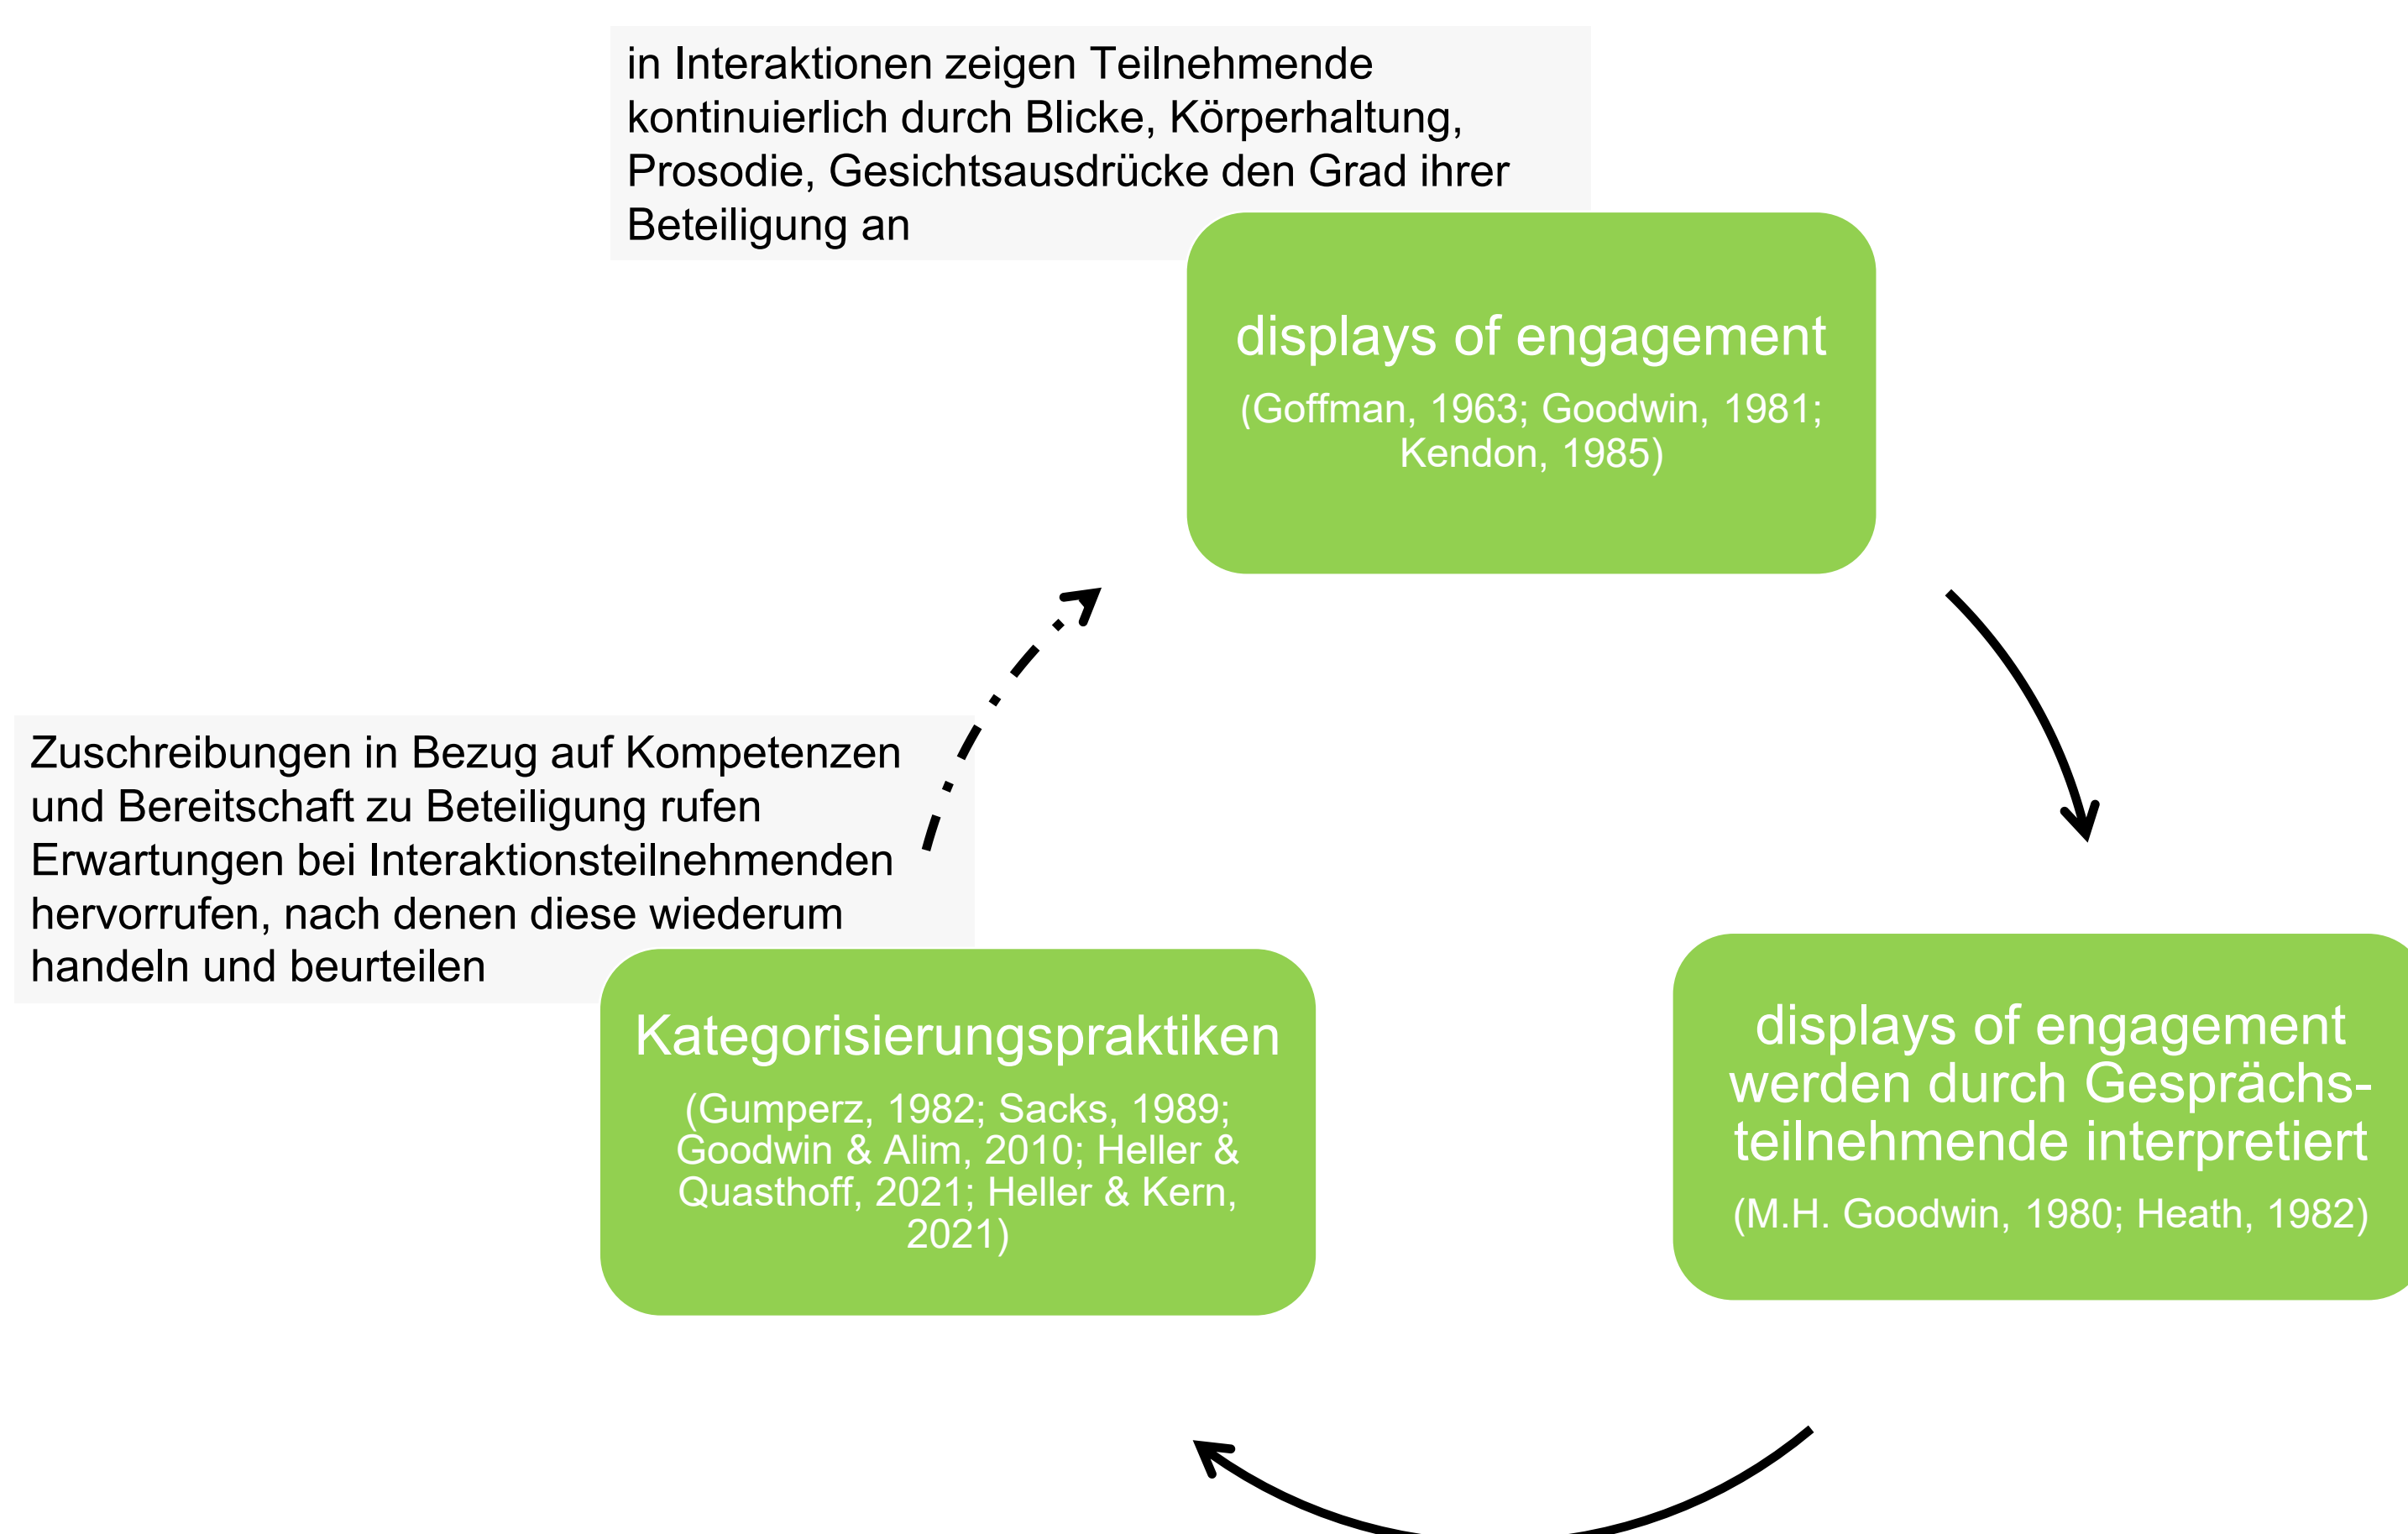 in Interaktionen zeigen Teilnehmende
kontinuierlich durch Blicke, Körperhaltung,
Prosodie, Gesichtsausdrücke den Grad ihrer
Beteiligung an
displays of engagement
(Goffman, 1963; Goodwin, 1981;
Kendon, 1985)
Zuschreibungen in Bezug auf Kompetenzen
und Bereitschaft zu Beteiligung rufen
Erwartungen bei Interaktionsteilnehmenden
hervorrufen, nach denen diese wiederum
handeln und beurteilen
Kategorisierungspraktiken
(Gumperz, 1982; Sacks, 1989;
Goodwin & Alim, 2010; Heller &
Quasthoff, 2021; Heller & Kern,
2021)
displays of engagement
werden durch Gesprächs-
teilnehmende interpretiert
(M.H. Goodwin, 1980; Heath, 1982)